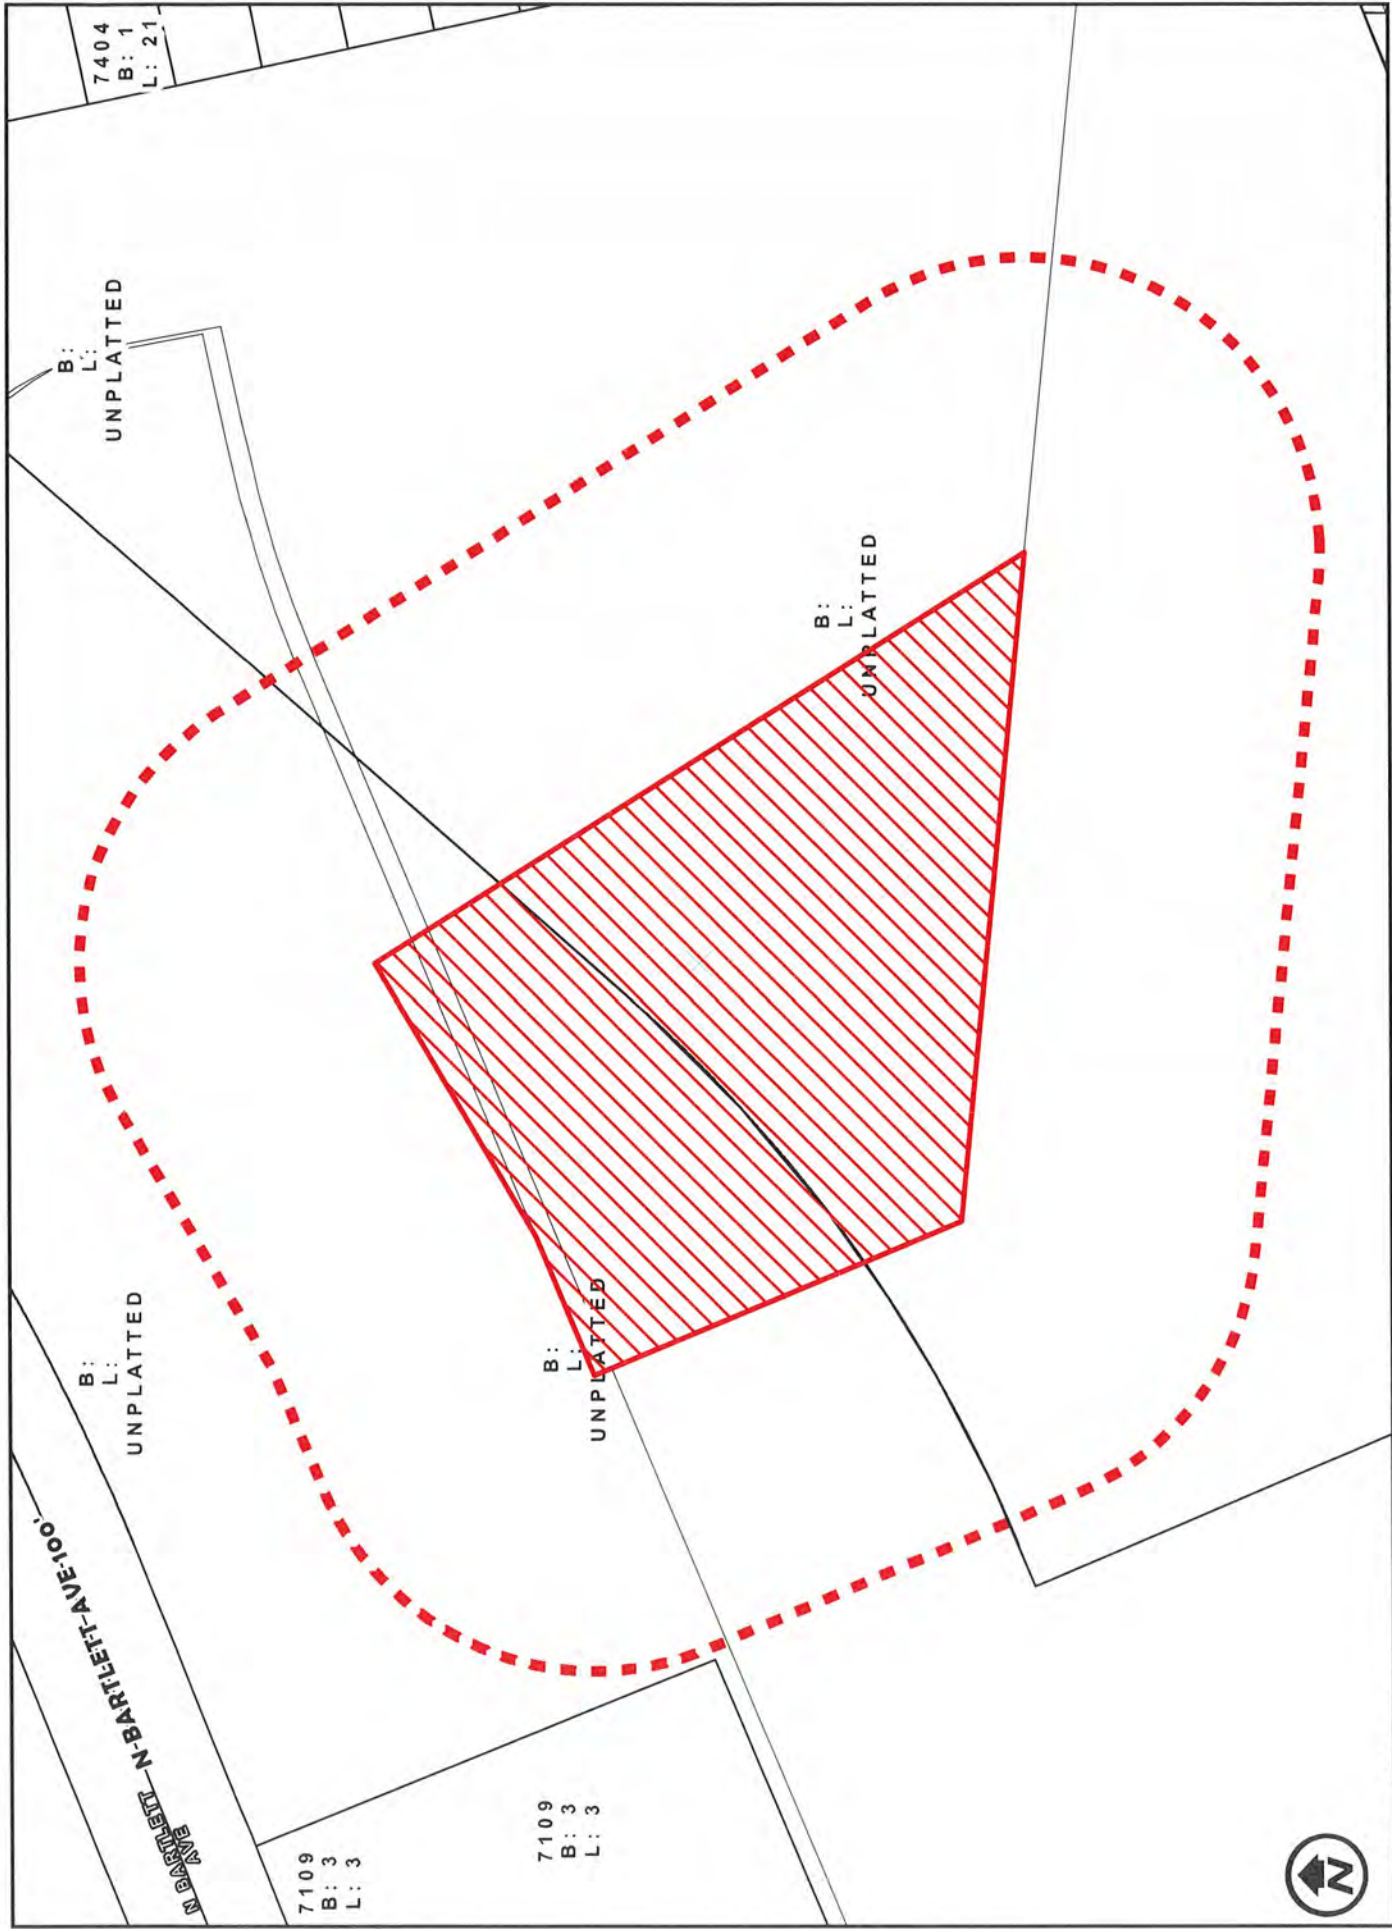 7404
B: 1
L: 21
B:
L:
UNPLATTED
B:
L:
UNPLATTED
B:
L:
UNPLATTED
B:
L:
UNPLATTED
N-BARTLETT-AVE-100'
N BARTLETT
AVE
7109
B: 3
L: 3
7109
B: 3
L: 3
N